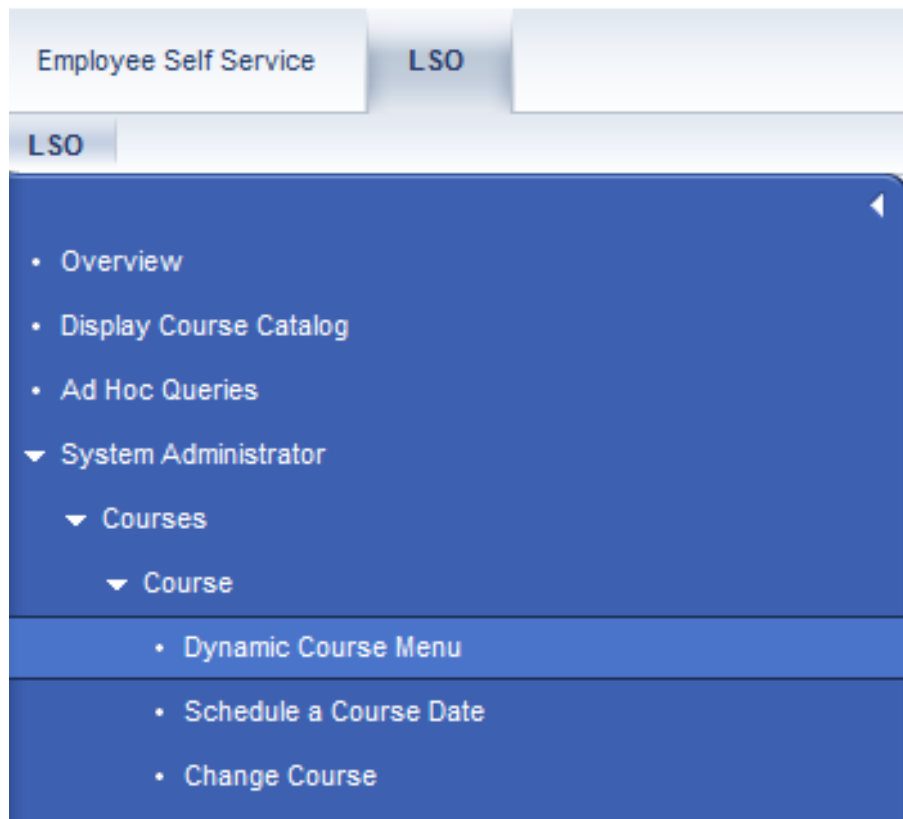 Employee Self Service LSO
LSO
Overview
Display Course Catalog
Ad Hoc Queries
System Administrator
Courses
Course
Dynamic Course Menu
Schedule a Course Date
Change Course